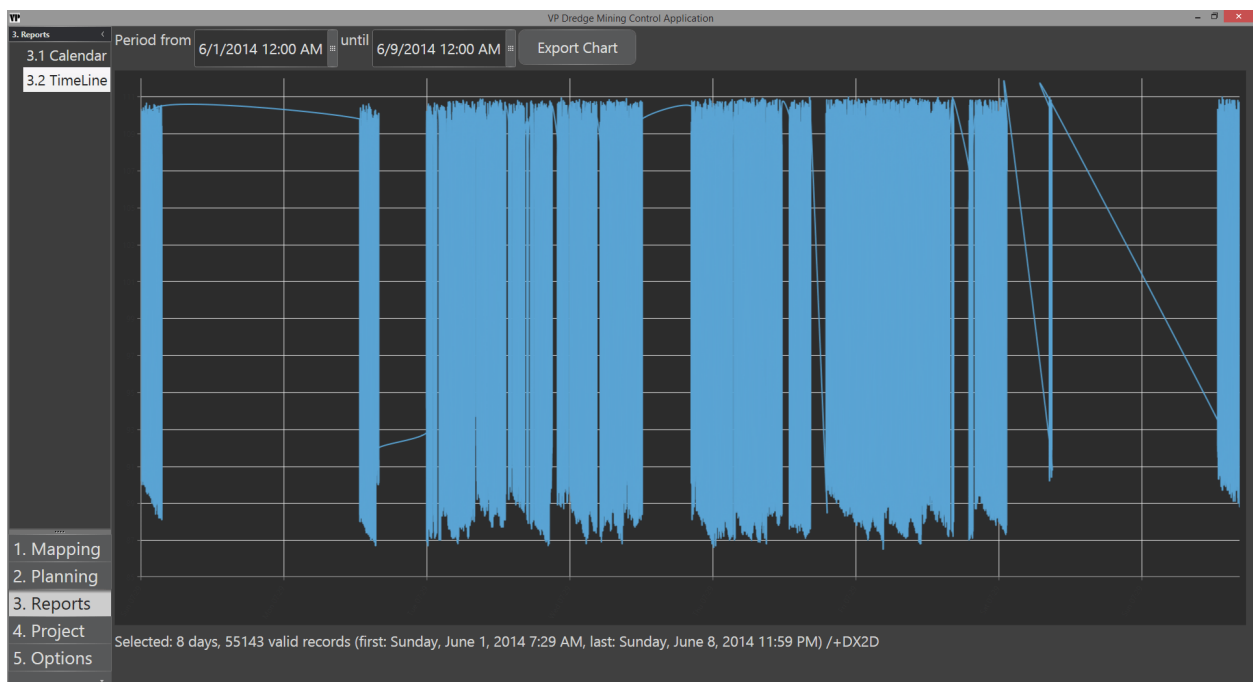 VP VP Dredge Mining Control Application
3. Reports
3.1 Calendar
3.2 TimeLine
Period from 6/1/2014 12:00 AM until 6/9/2014 12:00 AM Export Chart
1. Mapping
2. Planning
3. Reports
4. Project
5. Options
Selected: 8 days, 55143 valid records (first: Sunday, June 1, 2014 7:29 AM, last: Sunday, June 8, 2014 11:59 PM) /+DX2D